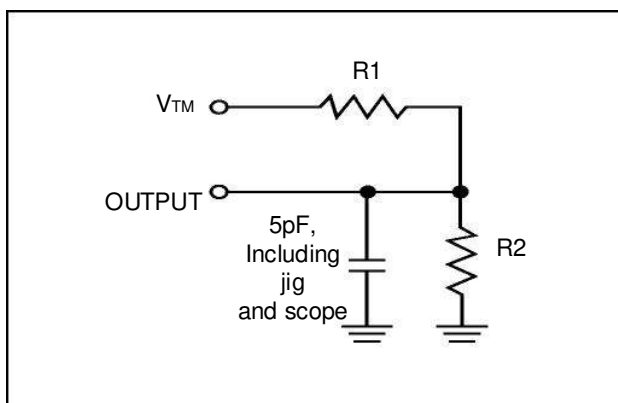 R1
VTM
OUTPUT
5pF,
Including
jig
and scope
R2